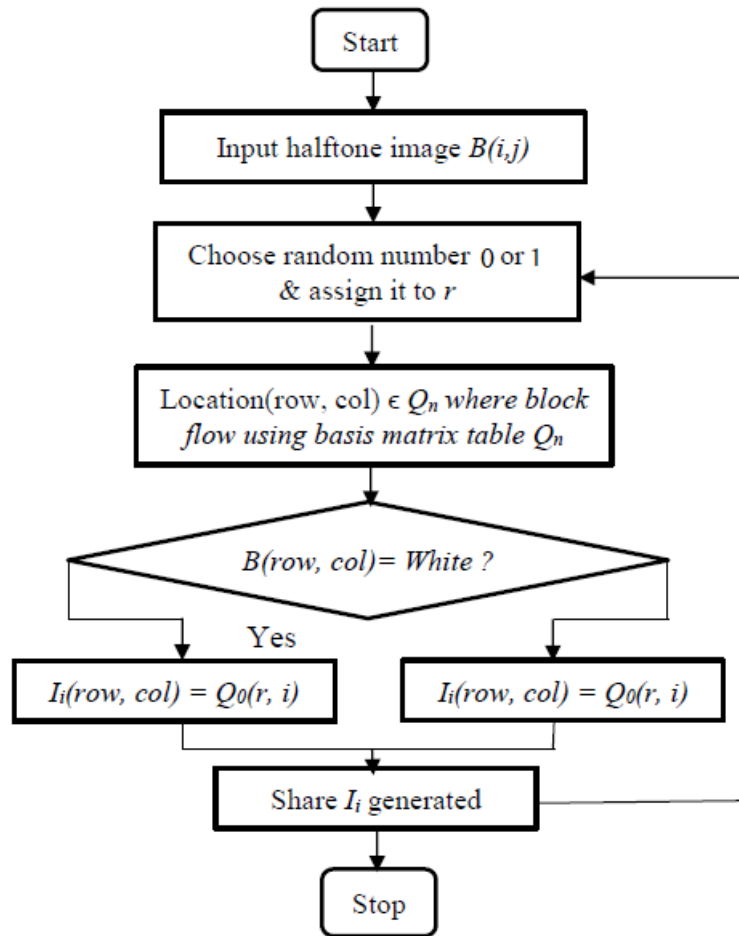 Start
Input halftone image B(i,j)
Choose random number 0 or 1
& assign it to r
Location(row, col) ϵ Qn where block
flow using basis matrix table Qn
B(row, col)= White ?
Yes
Ii(row, col) = Q0(r, i)
Ii(row, col) = Q0(r, i)
Share Ii generated
Stop